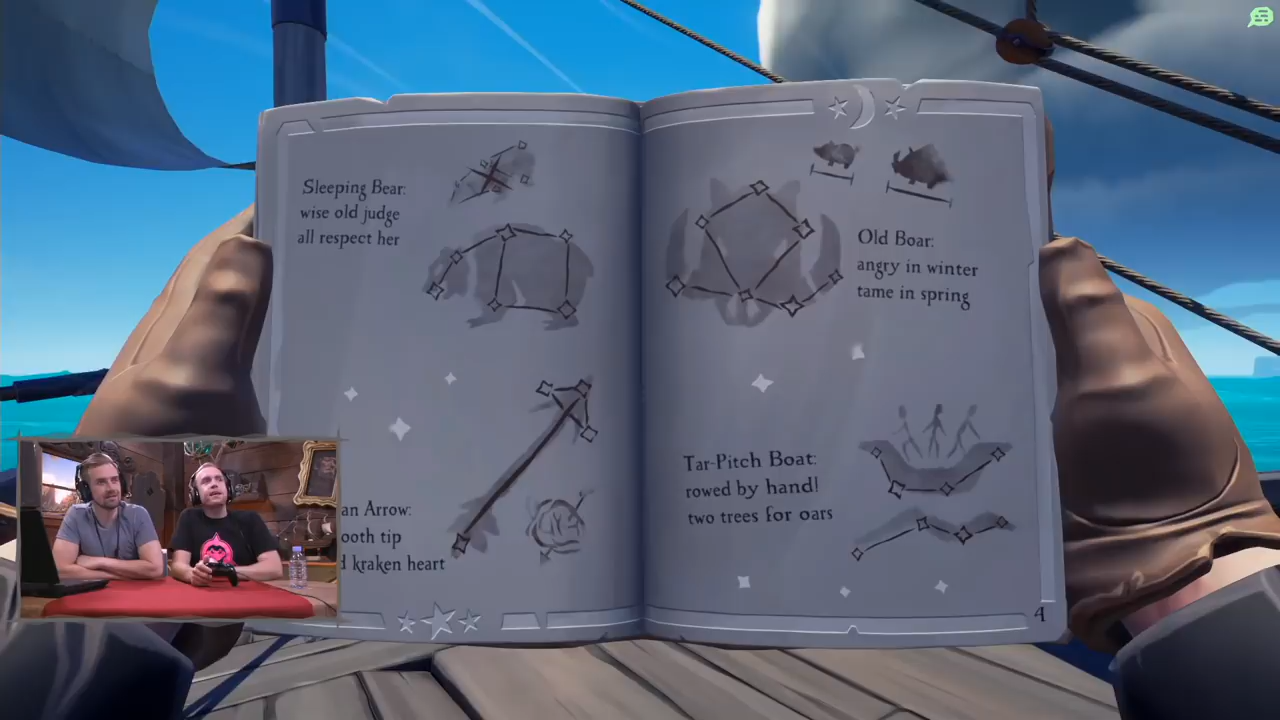 Sleeping Bear:
wise old judge
all respect her
an Arrow:
ooth tip
d kraken heart
Old Boar:
angry in winter
tame in spring
Tar-Pitch Boat:
rowed by hand!
two trees for oars
4